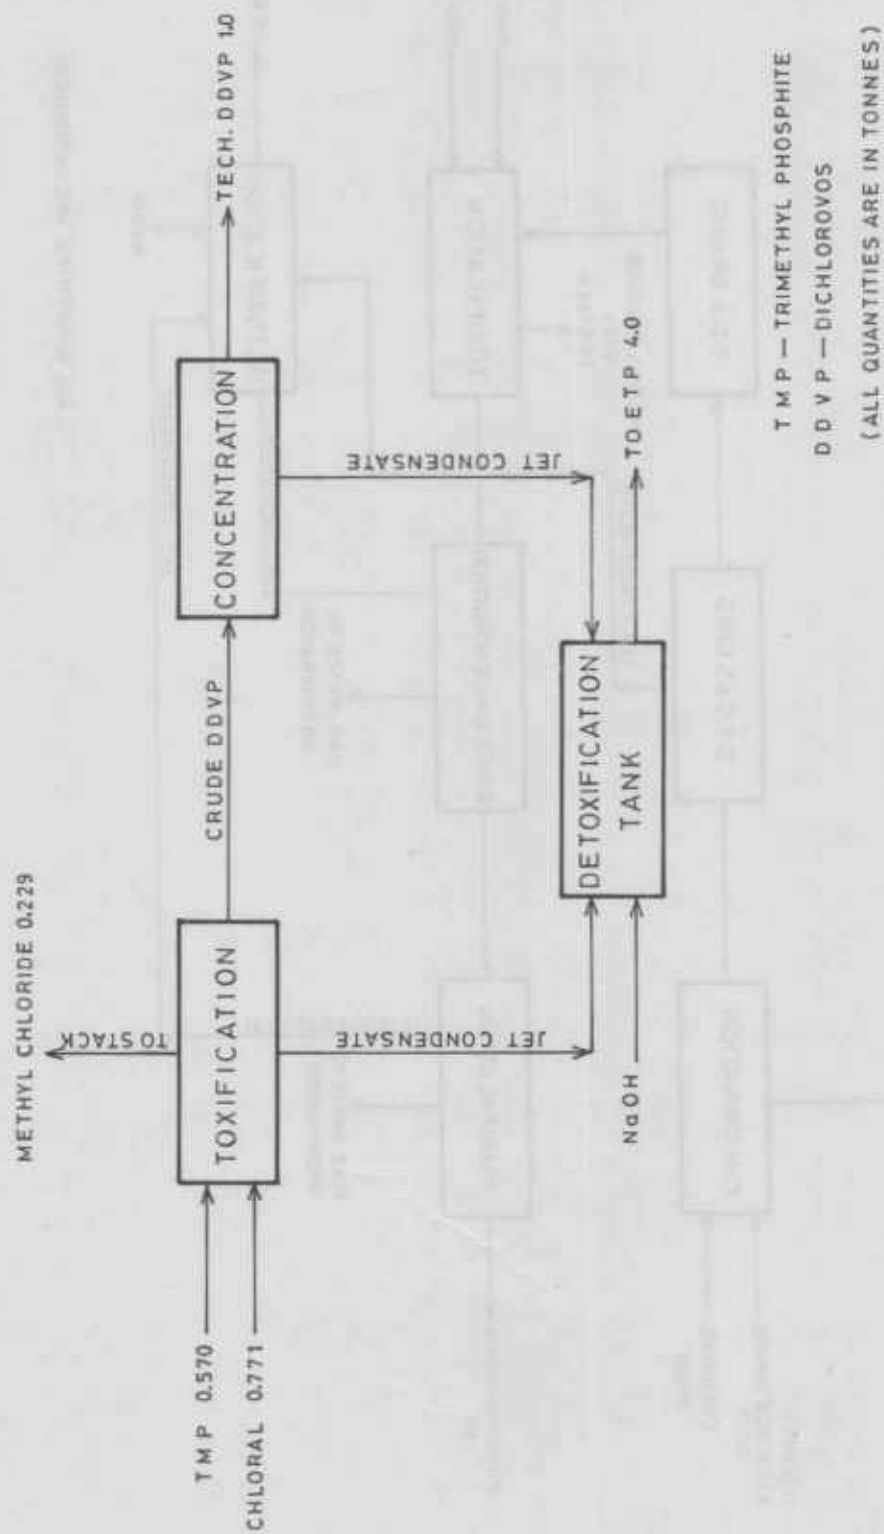 METHYL CHLORIDE 0.229
TO STACK
TMP 0.570
CHLORAL 0.771
TOXIFICATION
CRUDE DDVP
CONCENTRATION
TECH. DDVP 1.0
JET CONDENSATE
JET CONDENSATE
NaOH
DETOXIFICATION
TANK
TO ETP 4.0
TMP — TRIMETHYL PHOSPHITE
DDVP — DICHLOROVOS
(ALL QUANTITIES ARE IN TONNES)